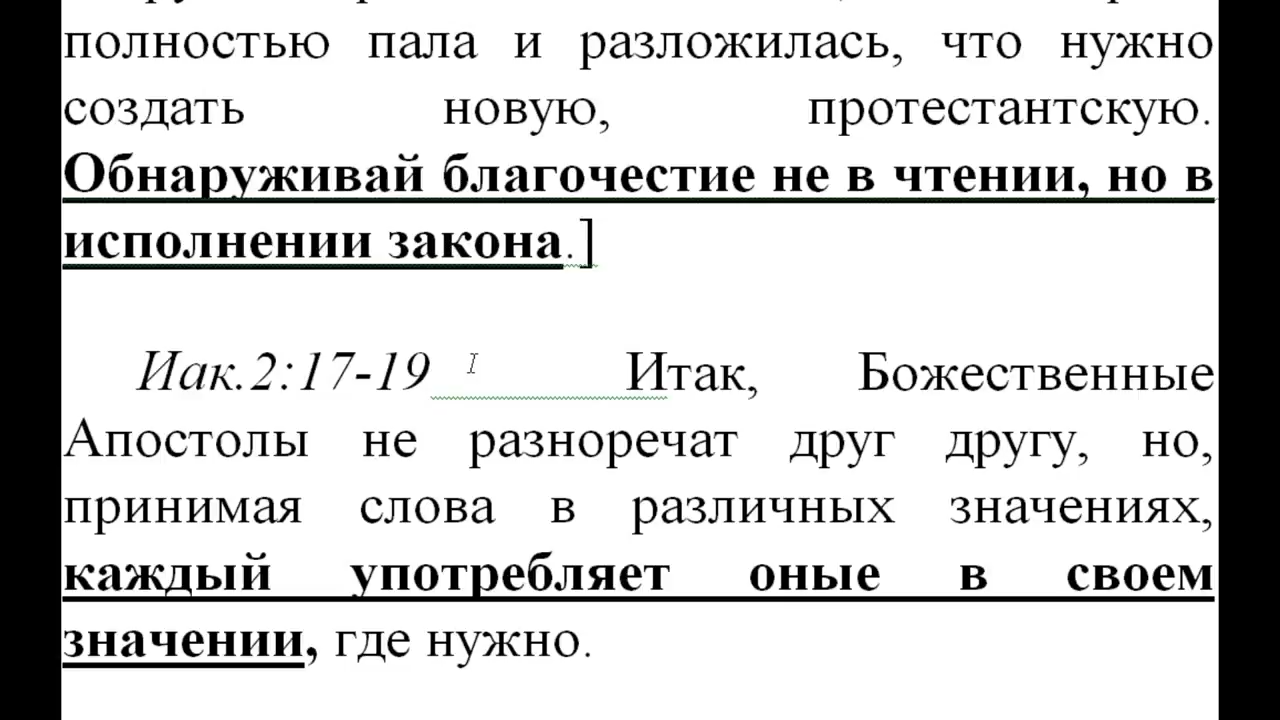 полностью пала и разложилась, что нужно
создать новую, протестантскую.
Обнаруживай благочестие не в чтении, но в
исполнении закона.]
Иак.2:17-19 Итак, Божественные
Апостолы не разноречат друг другу, но,
принимая слова в различных значениях,
каждый употребляет оные в своем
значении, где нужно.